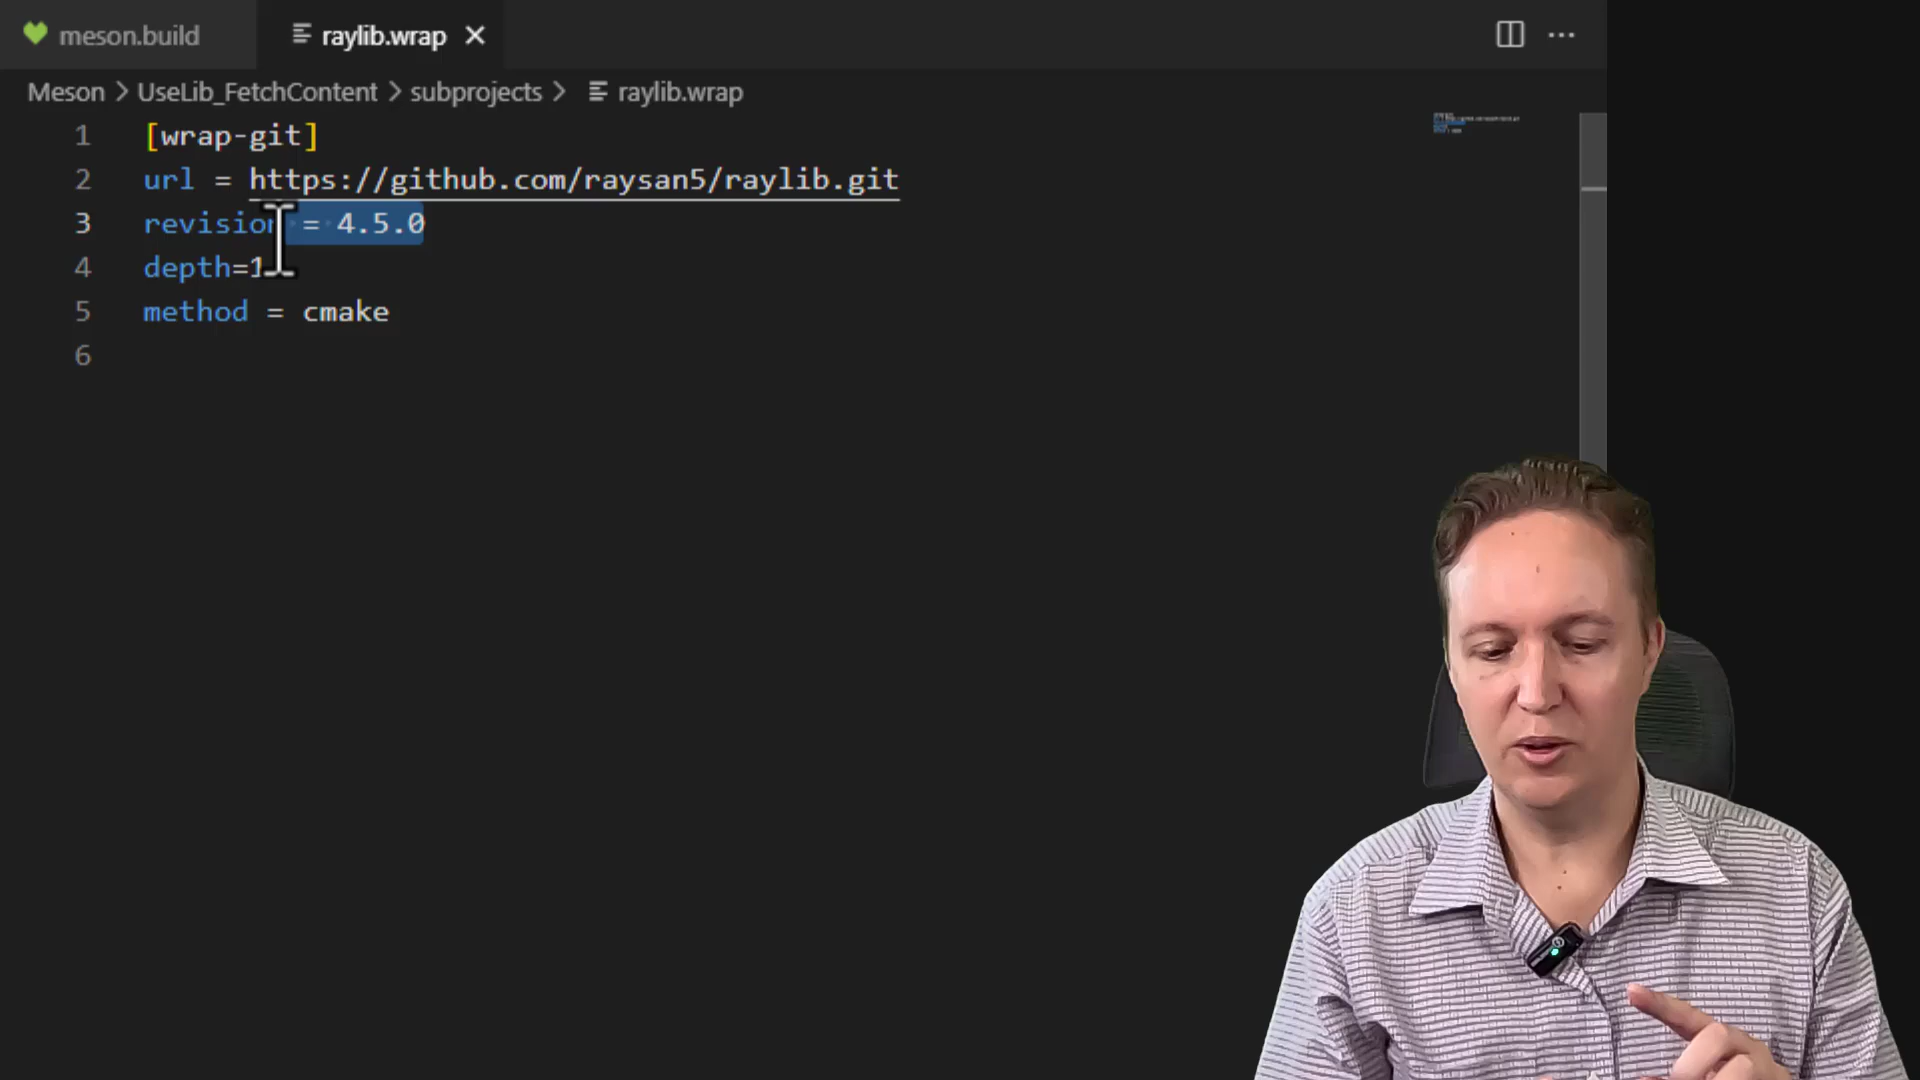 meson.build
raylib.wrap
Meson > UseLib_FetchContent > subprojects > raylib.wrap
1 [wrap-git]
2 url = https://github.com/raysan5/raylib.git
3 revision = 4.5.0
4 depth=1
5 method = cmake
6